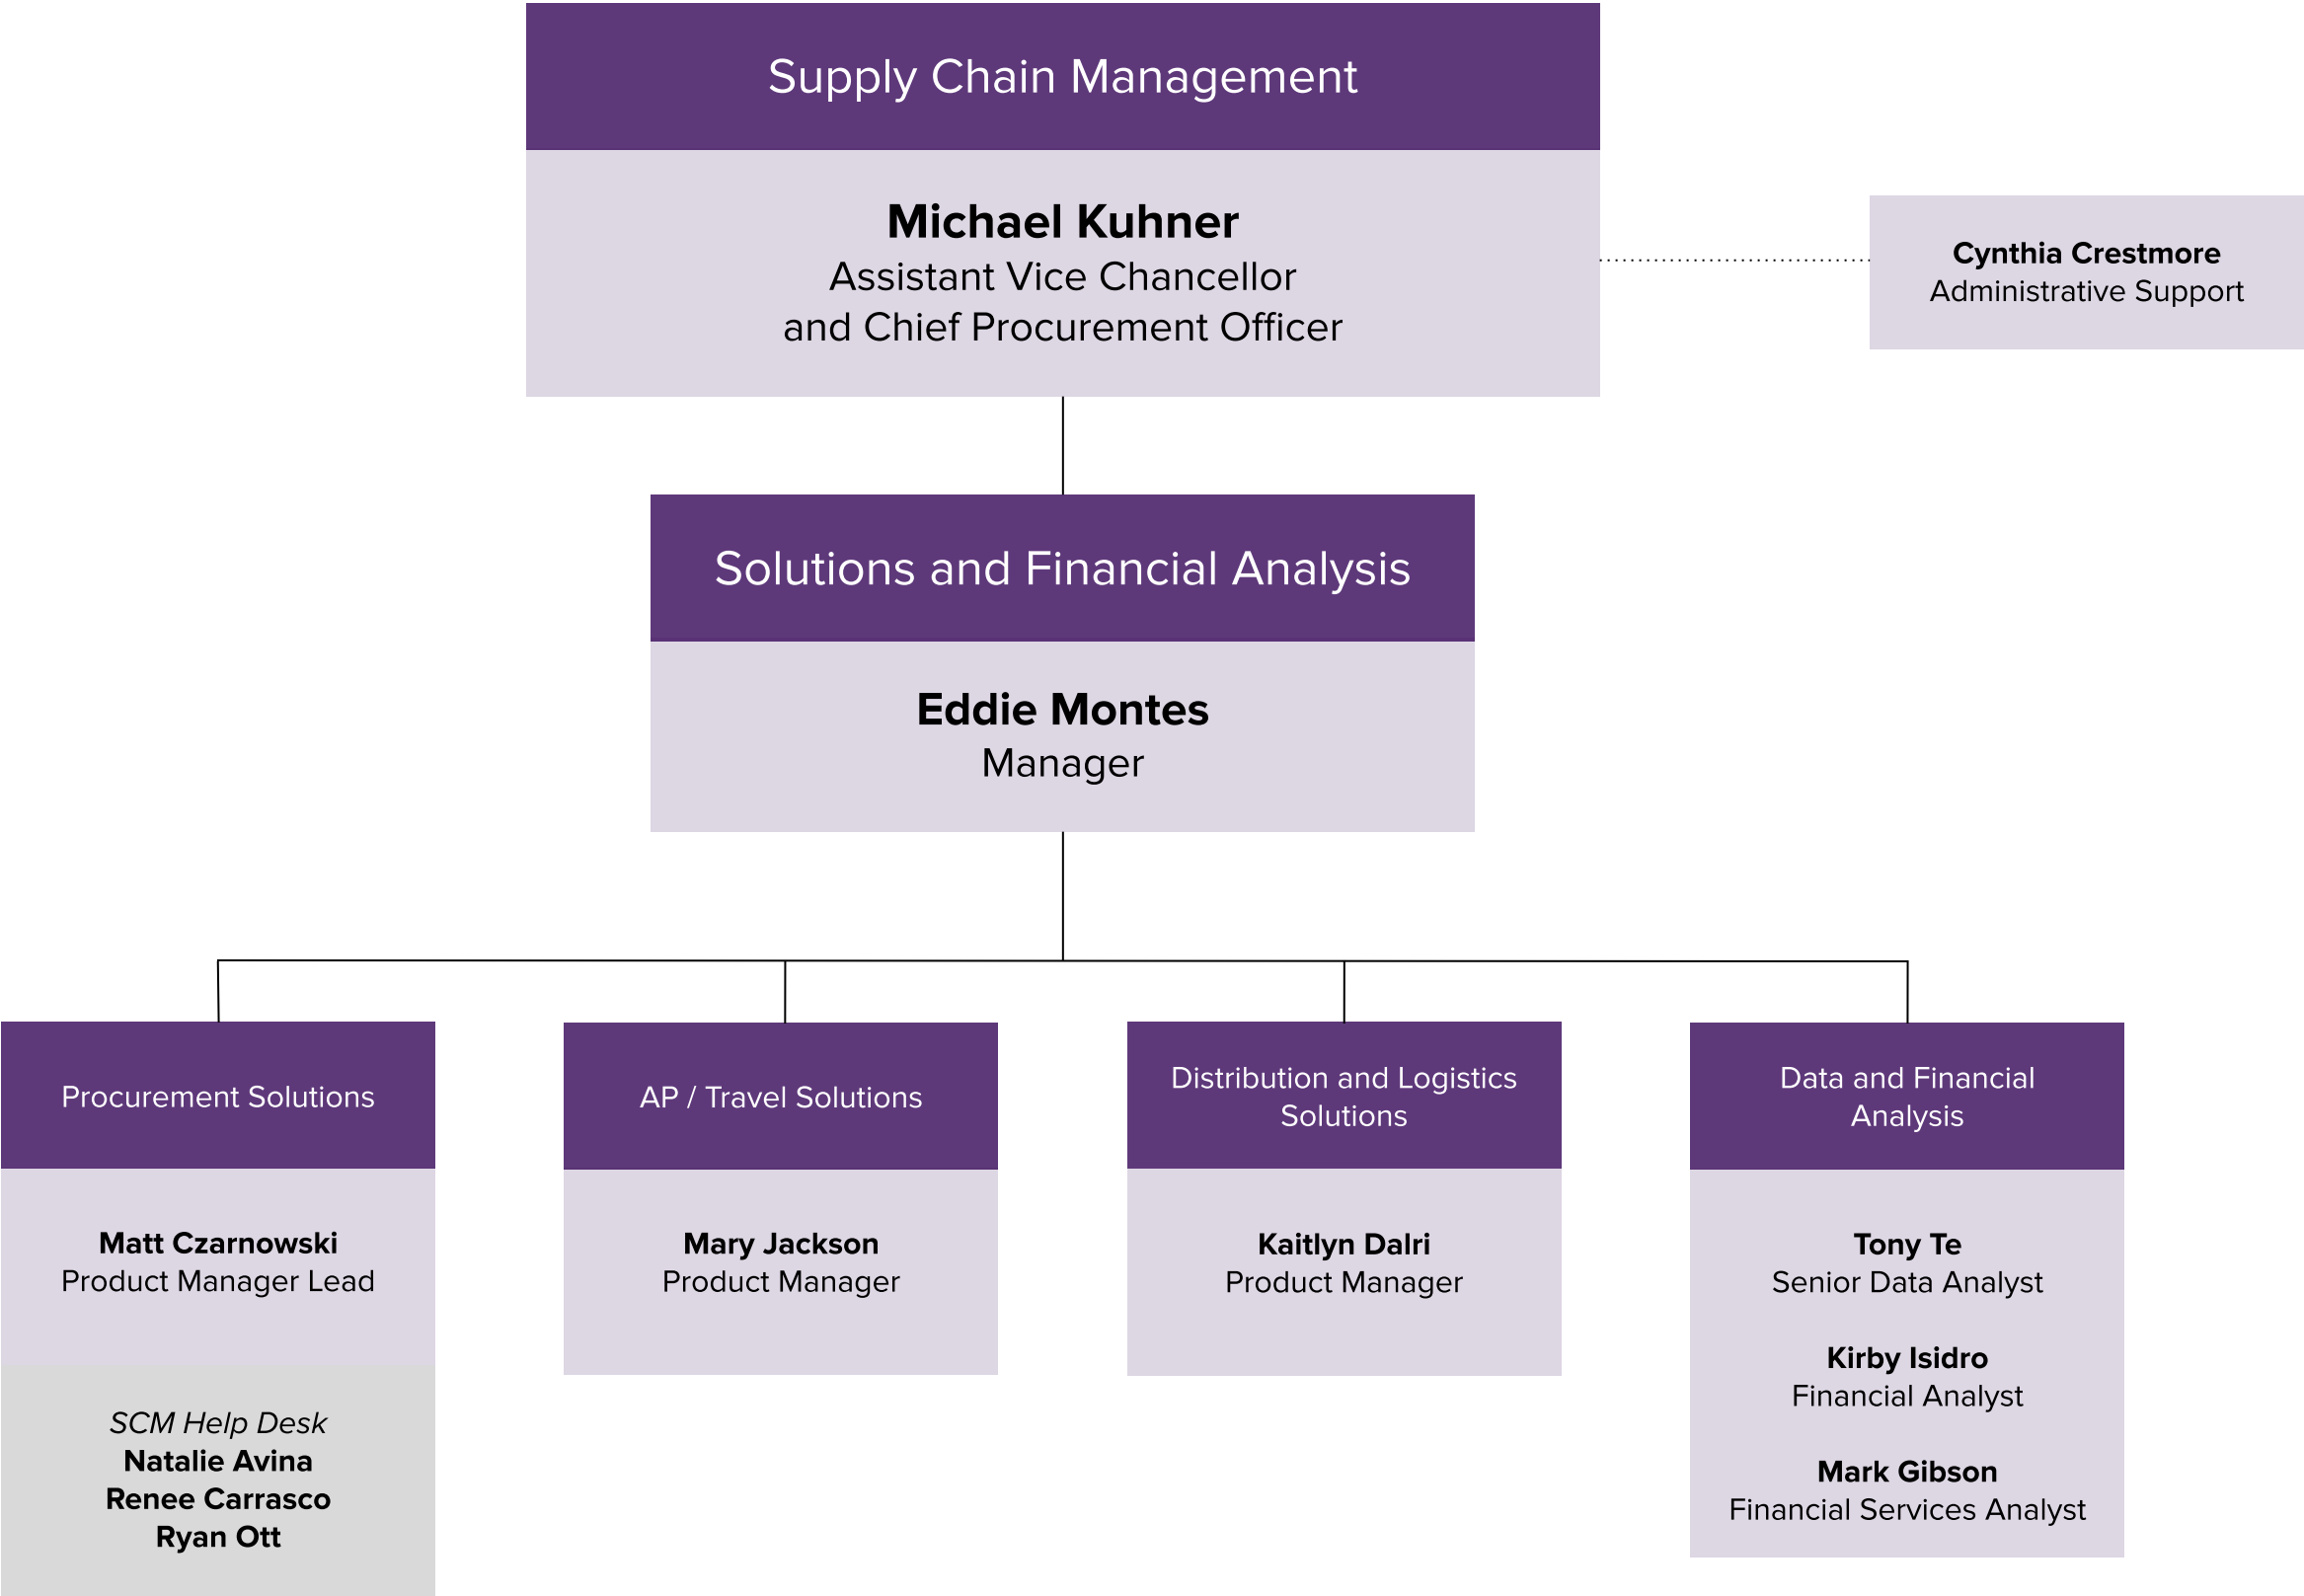 Supply Chain Management
Michael Kuhner
Assistant Vice Chancellor
and Chief Procurement Officer
Cynthia Crestmore
Administrative Support
Solutions and Financial Analysis
Eddie Montes
Manager
Procurement Solutions
Matt Czarnowski
Product Manager Lead
SCM Help Desk
Natalie Avina
Renee Carrasco
Ryan Ott
AP / Travel Solutions
Mary Jackson
Product Manager
Distribution and Logistics
Solutions
Kaitlyn Dalri
Product Manager
Data and Financial
Analysis
Tony Te
Senior Data Analyst
Kirby Isidro
Financial Analyst
Mark Gibson
Financial Services Analyst